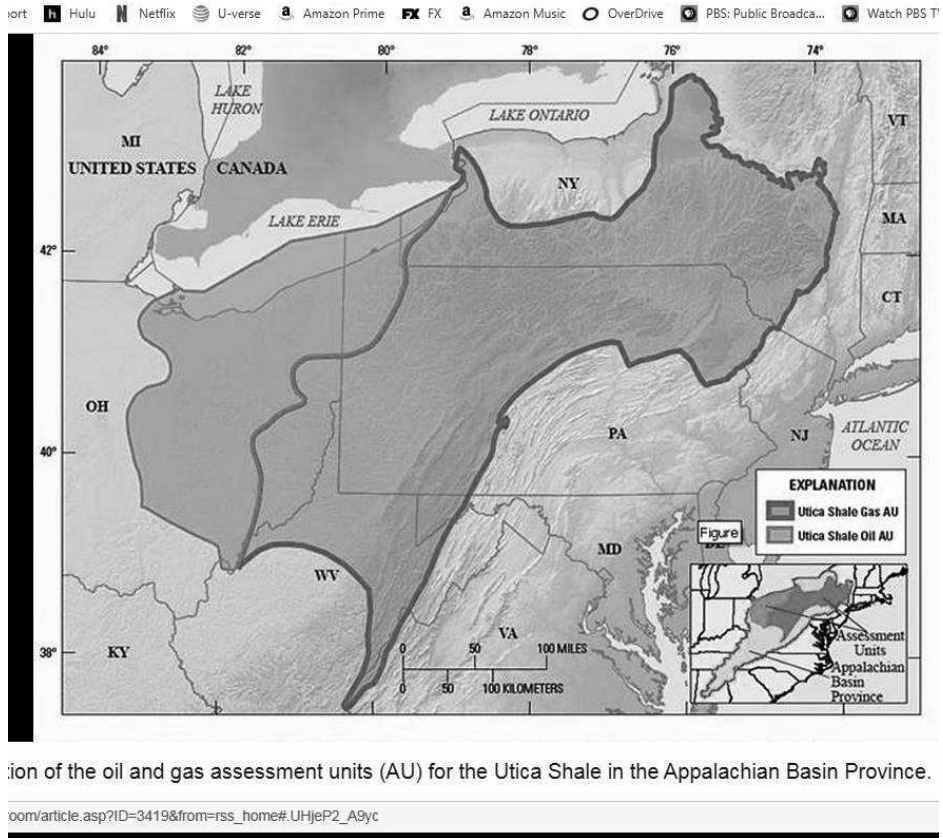 ort Hulu Netflix U-verse Amazon Prime FX FX Amazon Music OverDrive PBS: Public Broadca... Watch PBS T
84° 82° 80° 78° 76° 74°
LAKE
HURON
LAKE ONTARIO
VT
MI
UNITED STATES CANADA
NY
MA
LAKE ERIE
42°
CT
OH
ATLANTIC
OCEAN
PA
NJ
EXPLANATION
Utica Shale Gas AU
Utica Shale Oil AU
Figure
MD
DE
WV
VA
KY
38°
0 50 100 MILES
0 50 100 KILOMETERS
40°
Assessment
Units
Appalachian
Basin
Province
tion of the oil and gas assessment units (AU) for the Utica Shale in the Appalachian Basin Province.
oom/article.asp?ID=3419&from=rss_home#.UHjeP2_A9yc